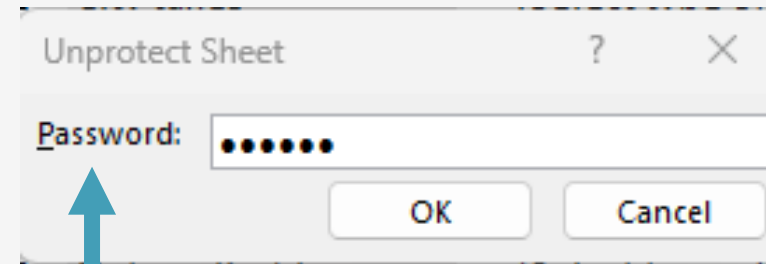 Unprotect Sheet ? ×
Password: ••••••
OK Cancel